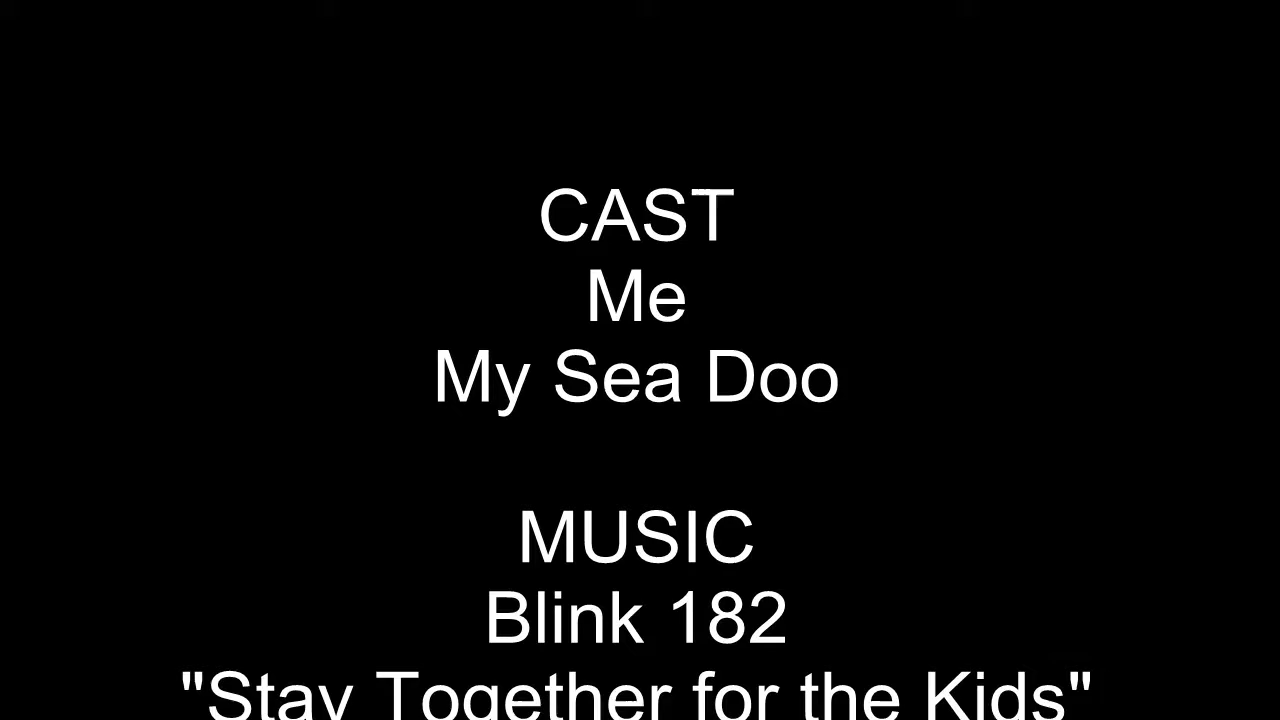 CAST
Me
My Sea Doo
MUSIC
Blink 182
"Stay Together for the Kids"